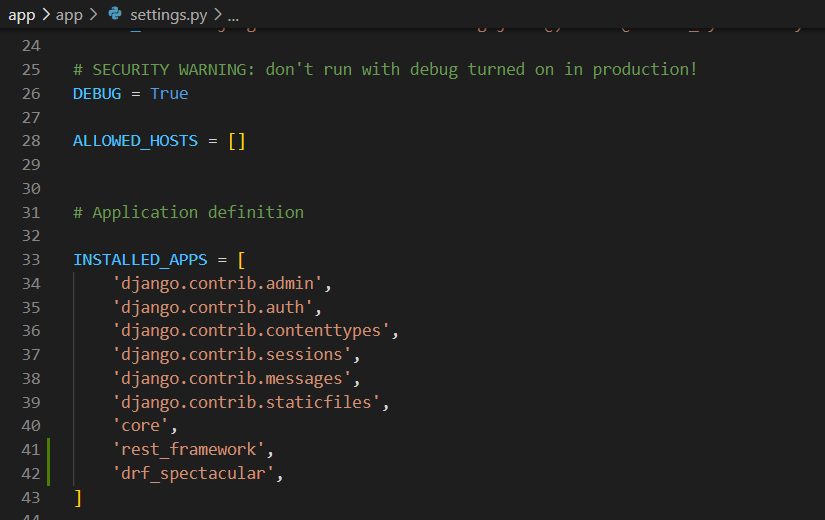 app > app > settings.py > ...
24
25 # SECURITY WARNING: don't run with debug turned on in production!
26 DEBUG = True
27
28 ALLOWED_HOSTS = []
29
30
31 # Application definition
32
33 INSTALLED_APPS = [
34     'django.contrib.admin',
35     'django.contrib.auth',
36     'django.contrib.contenttypes',
37     'django.contrib.sessions',
38     'django.contrib.messages',
39     'django.contrib.staticfiles',
40     'core',
41     'rest_framework',
42     'drf_spectacular',
43 ]